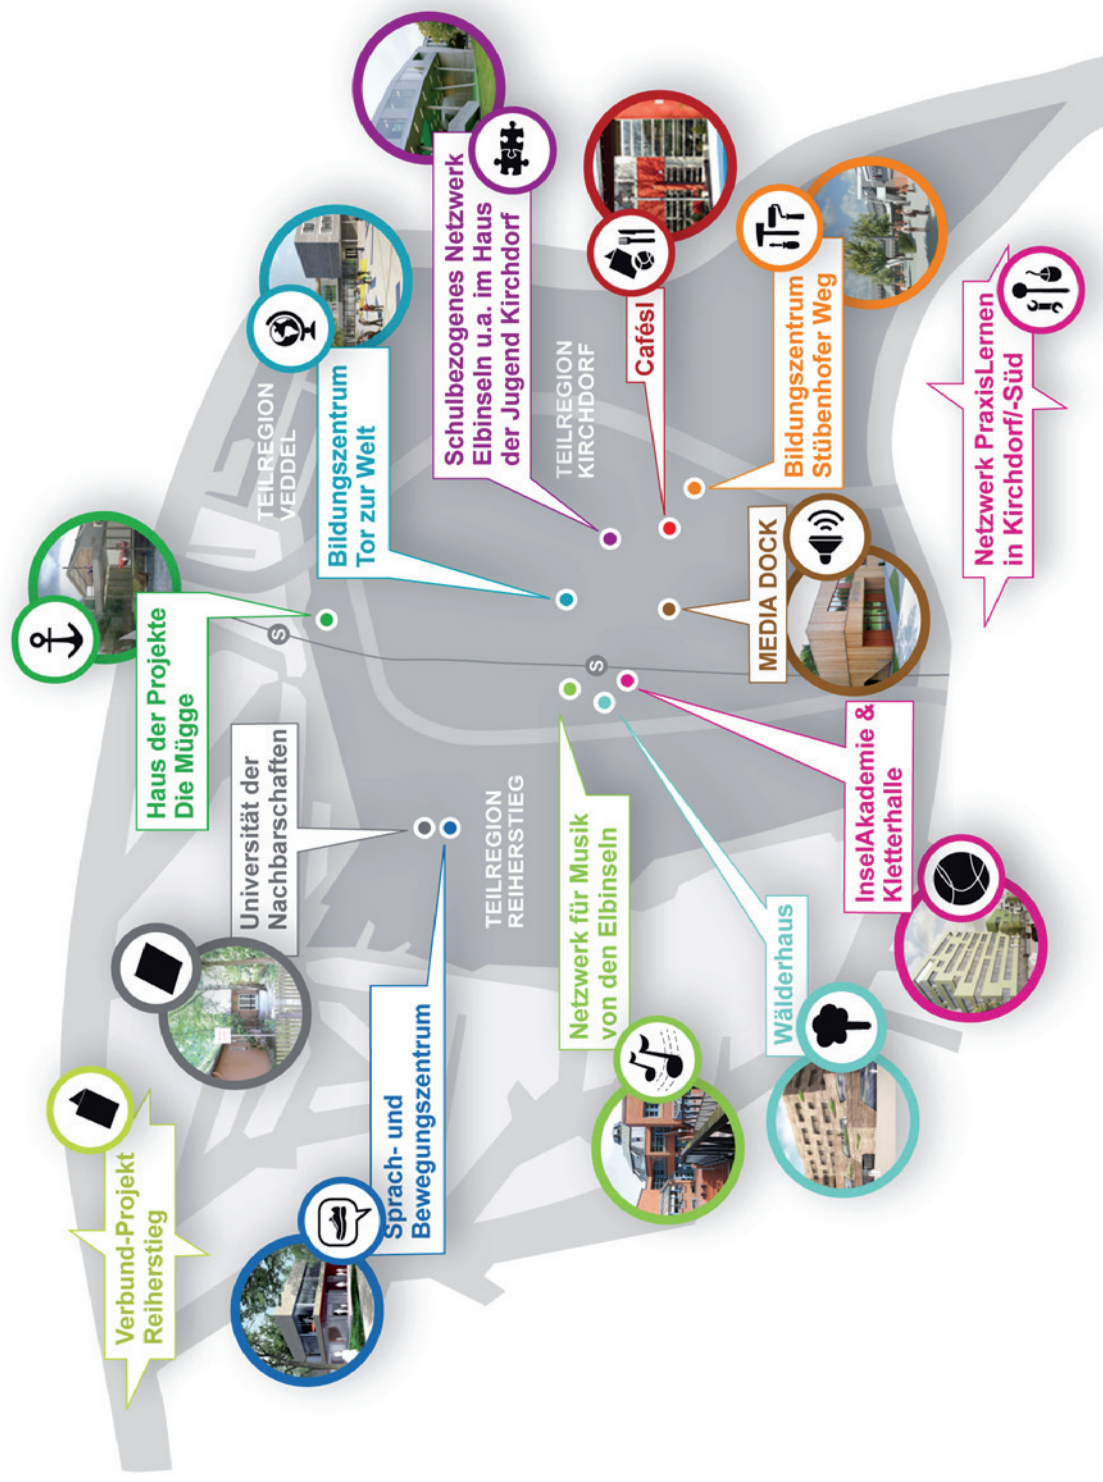 Verbund-Projekt
Reiherstieg
Universität der
Nachbarschaften
Haus der Projekte
Die Mügge
TEILREGION
VEDDEL
Bildungszentrum
Tor zur Welt
Schulbezogenes Netzwerk
Elbinseln u.a. im Haus
der Jugend Kirchdorf
Sprach- und
Bewegungszentrum
TEILREGION
REIHERSTIEG
S
S
TEILREGION
KIRCHDORF
Netzwerk für Musik
von den Elbinseln
Cafésl
Wälderhaus
MEDIA DOCK
Bildungszentrum
Stübenhofer Weg
InselAkademie &
Kletterhalle
Netzwerk PraxisLernen
in Kirchdorf/-Süd